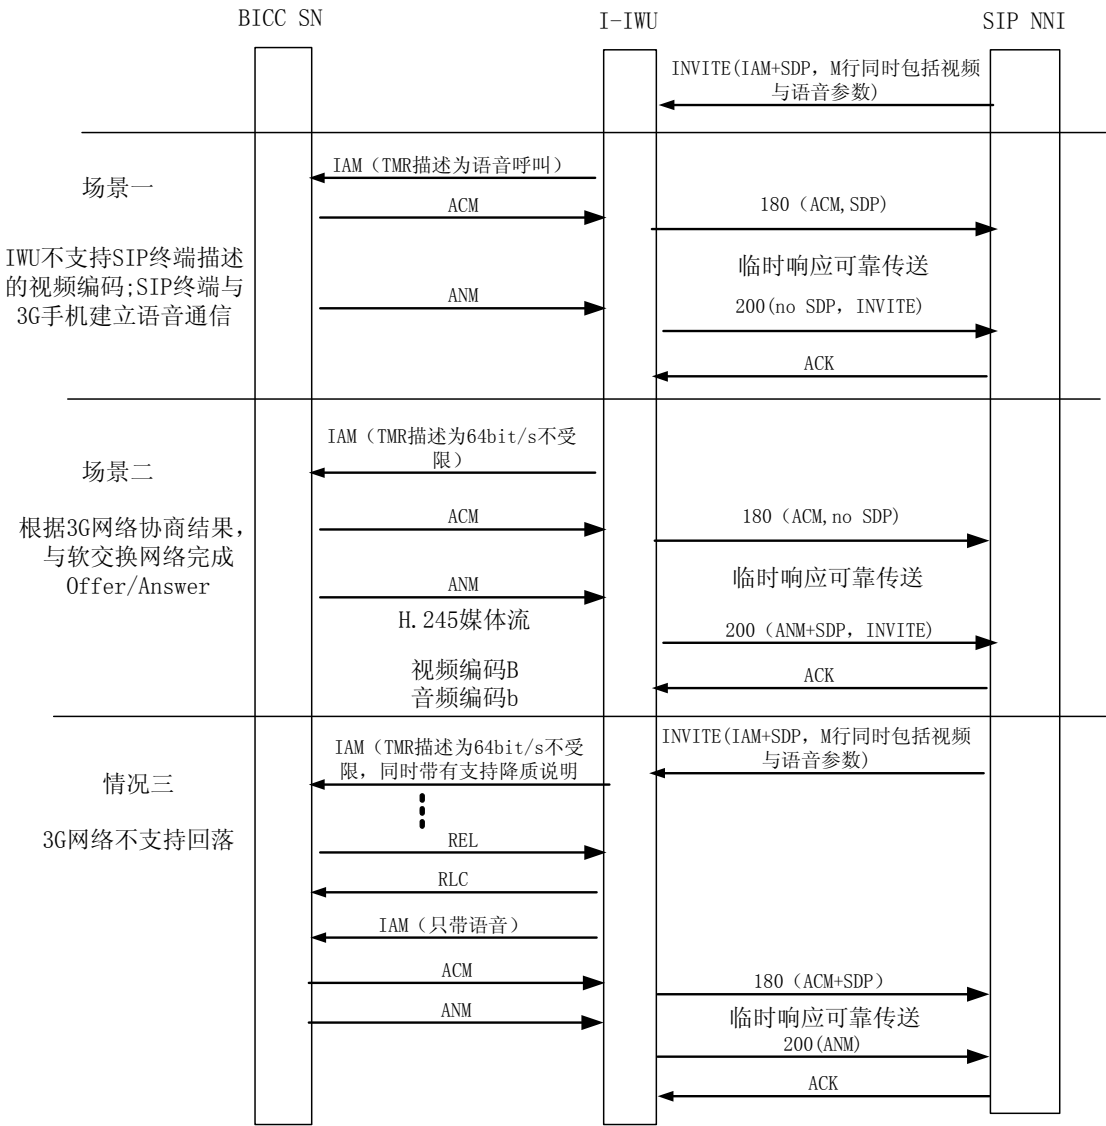 BICC SN
I-IWU
SIP NNI
INVITE(IAM+SDP，M行同时包括视频
与语音参数)
场景一
IWU不支持SIP终端描述
的视频编码;SIP终端与
3G手机建立语音通信
IAM（TMR描述为语音呼叫）
ACM
180（ACM,SDP)
临时响应可靠传送
ANM
200(no SDP，INVITE)
ACK
场景二
根据3G网络协商结果，
与软交换网络完成
Offer/Answer
IAM（TMR描述为64bit/s不受
限）
ACM
180（ACM,no SDP)
临时响应可靠传送
ANM
H.245媒体流
200（ANM+SDP，INVITE)
视频编码B
音频编码b
ACK
情况三
3G网络不支持回落
INVITE(IAM+SDP，M行同时包括视频
与语音参数)
IAM（TMR描述为64bit/s不受
限，同时带有支持降质说明
REL
RLC
IAM（只带语音）
ACM
180（ACM+SDP）
ANM
临时响应可靠传送
200(ANM)
ACK